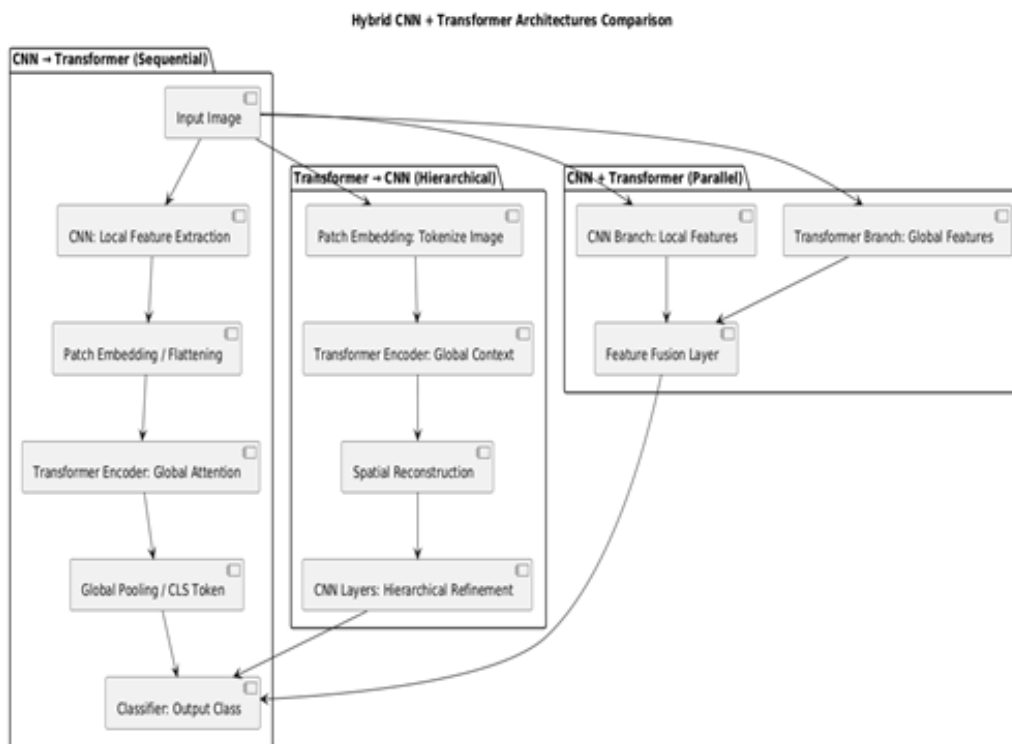 Hybrid CNN + Transformer Architectures Comparison
CNN → Transformer (Sequential)
Input Image
CNN: Local Feature Extraction
Patch Embedding / Flattening
Transformer Encoder: Global Attention
Global Pooling / CLS Token
Classifier: Output Class
Transformer → CNN (Hierarchical)
Patch Embedding: Tokenize Image
Transformer Encoder: Global Context
Spatial Reconstruction
CNN Layers: Hierarchical Refinement
CNN + Transformer (Parallel)
CNN Branch: Local Features
Transformer Branch: Global Features
Feature Fusion Layer